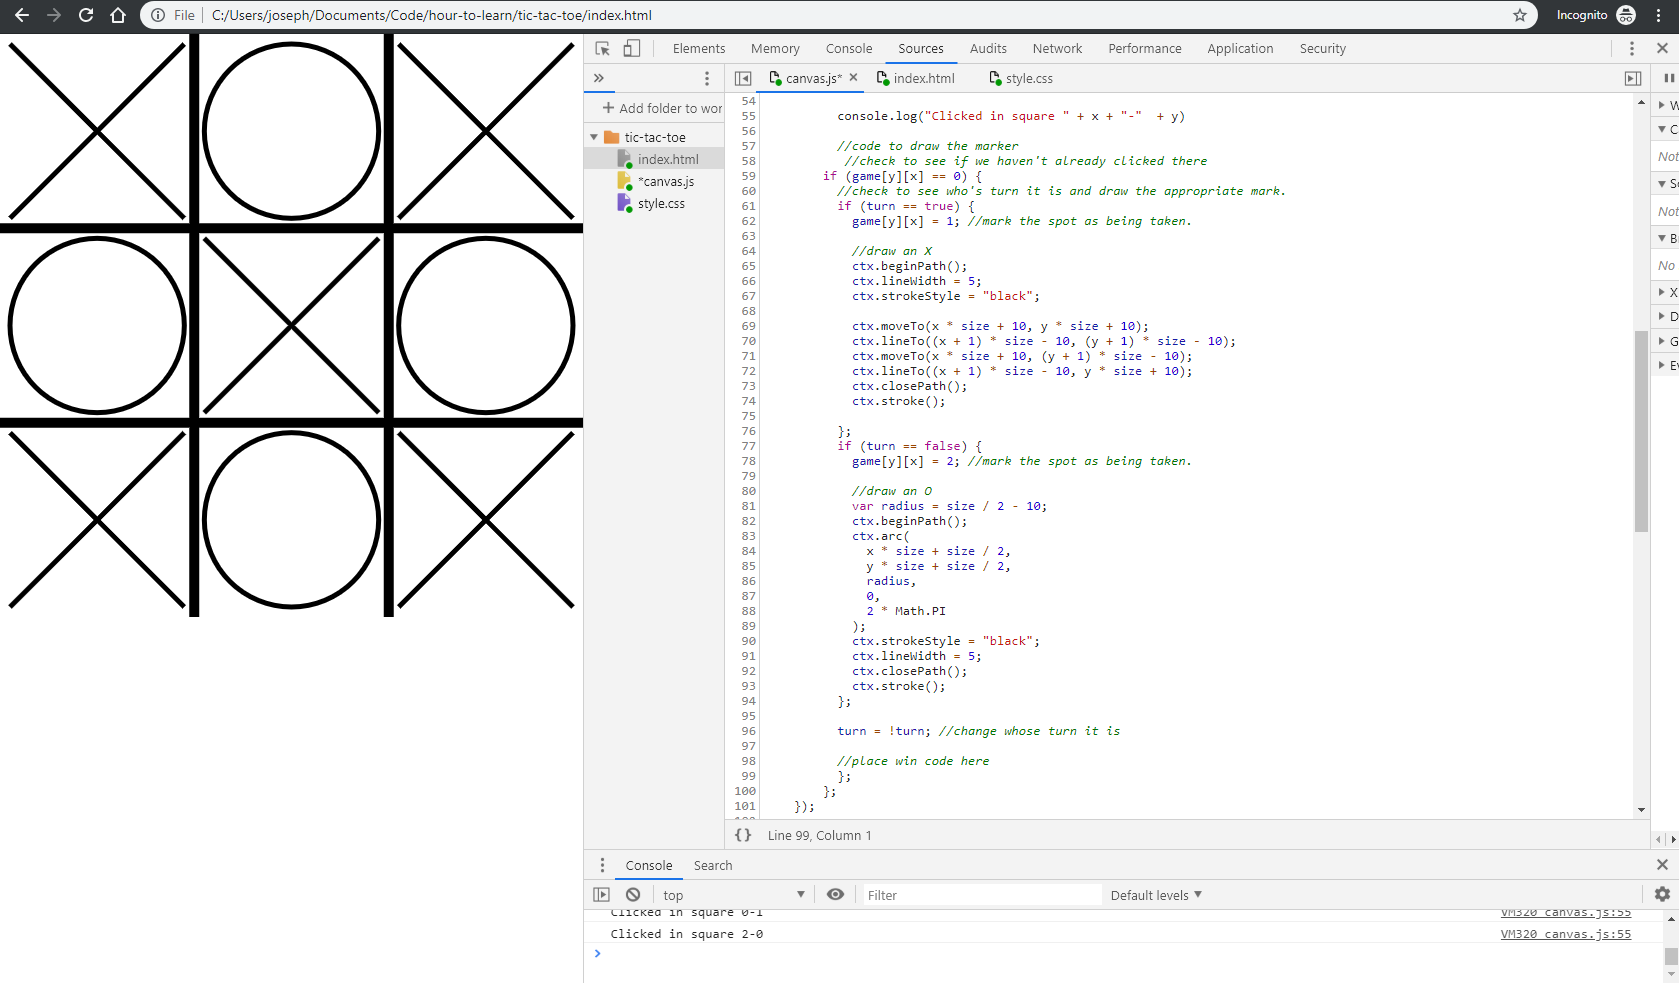 File C:/Users/joseph/Documents/Code/hour-to-learn/tic-tac-toe/index.html Incognito
Elements Memory Console Sources Audits Network Performance Application Security
» canvas.js* × index.html style.css
+ Add folder to wor
tic-tac-toe
index.html
*canvas.js
style.css
54
55 console.log("Clicked in square " + x + "-"  + y)
56
57 //code to draw the marker
58 //check to see if we haven't already clicked there
59 if (game[y][x] == 0) {
60 //check to see who's turn it is and draw the appropriate mark.
61 if (turn == true) {
62 game[y][x] = 1; //mark the spot as being taken.
63
64 //draw an X
65 ctx.beginPath();
66 ctx.lineWidth = 5;
67 ctx.strokeStyle = "black";
68
69 ctx.moveTo(x * size + 10, y * size + 10);
70 ctx.lineTo((x + 1) * size - 10, (y + 1) * size - 10);
71 ctx.moveTo(x * size + 10, (y + 1) * size - 10);
72 ctx.lineTo((x + 1) * size - 10, y * size + 10);
73 ctx.closePath();
74 ctx.stroke();
75
76 };
77 if (turn == false) {
78 game[y][x] = 2; //mark the spot as being taken.
79
80 //draw an O
81 var radius = size / 2 - 10;
82 ctx.beginPath();
83 ctx.arc(
84 x * size + size / 2,
85 y * size + size / 2,
86 radius,
87 0,
88 2 * Math.PI
89 );
90 ctx.strokeStyle = "black";
91 ctx.lineWidth = 5;
92 ctx.closePath();
93 ctx.stroke();
94 };
95
96 turn = !turn; //change whose turn it is
97
98 //place win code here
99 };
100 };
101 });
W
C
Not
Sc
Not
B
No
X
D
G
Ev
{} Line 99, Column 1
Console Search
top Filter Default levels
Clicked in square 0-1 VM320 canvas.js:55
Clicked in square 2-0 VM320 canvas.js:55